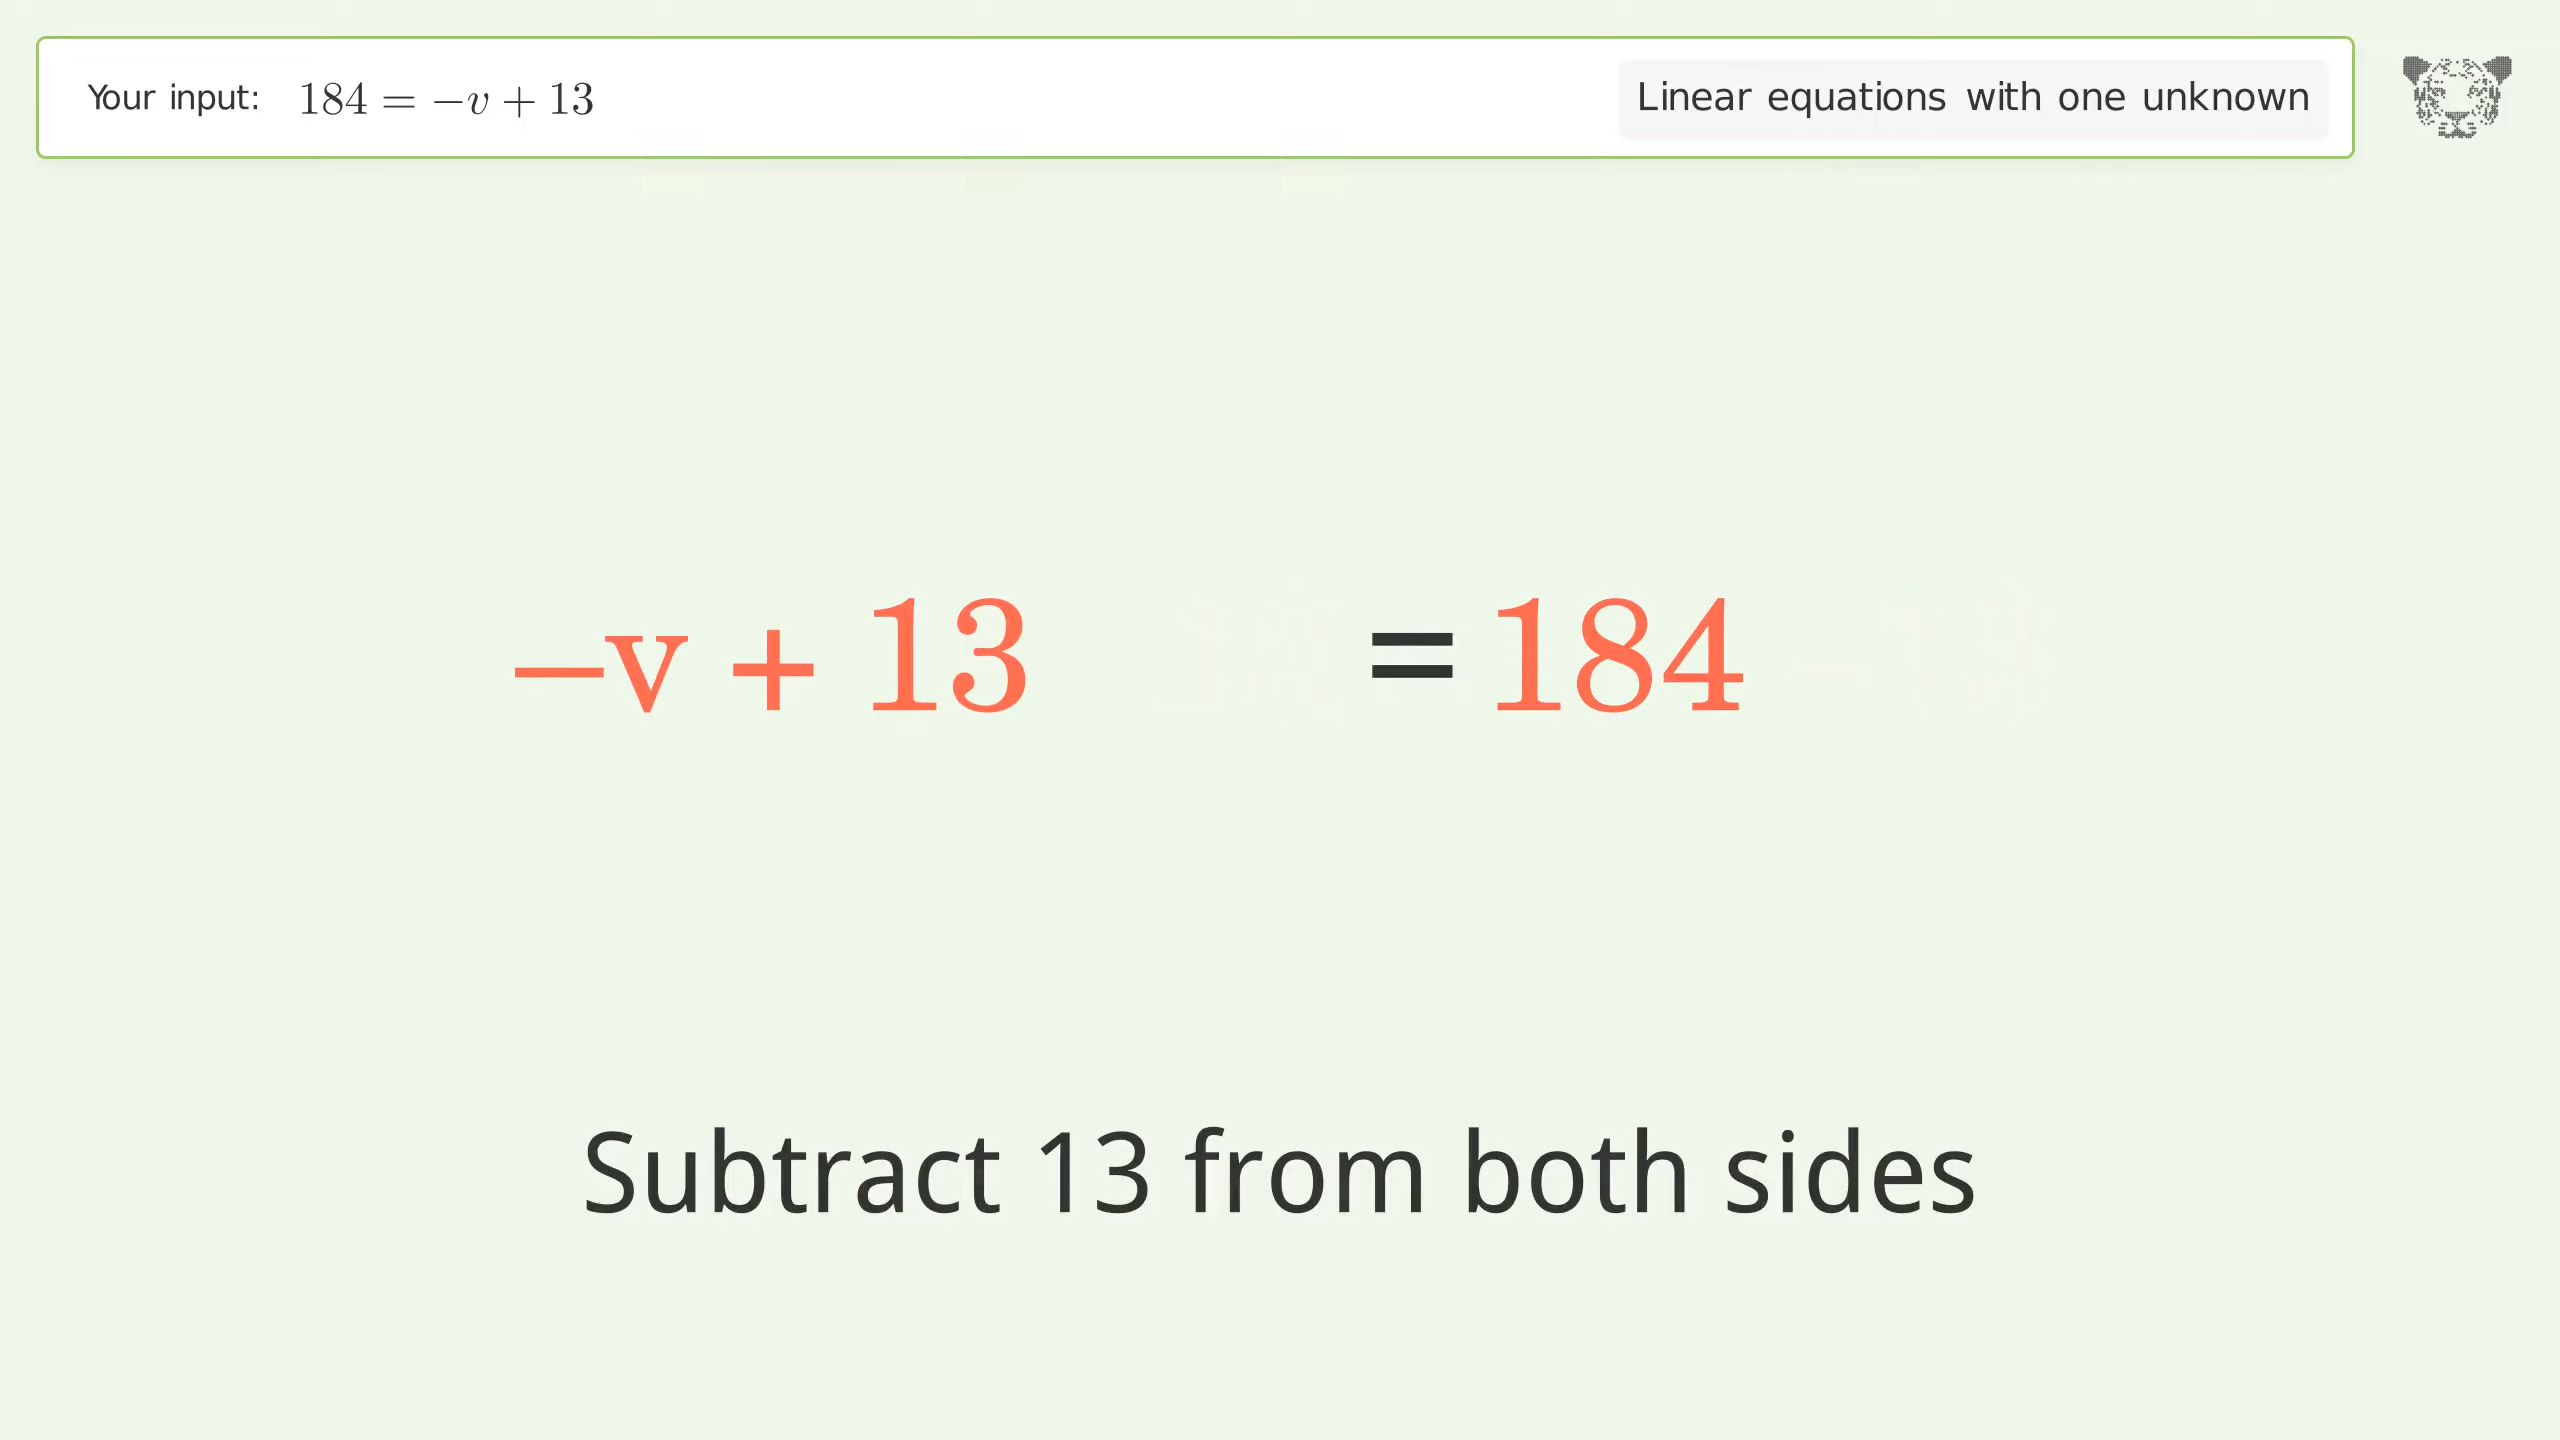 Your input: 184 = −v + 13
Linear equations with one unknown
−v + 13 = 184
Subtract 13 from both sides